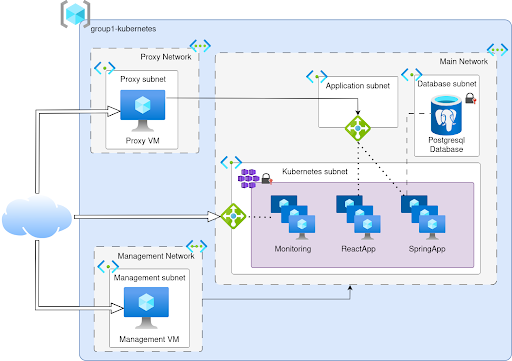 group1-kubernetes
Proxy Network
Proxy subnet
Proxy VM
Main Network
Application subnet
Database subnet
Postgresql
Database
Kubernetes subnet
Monitoring
ReactApp
SpringApp
Management Network
Management subnet
Management VM